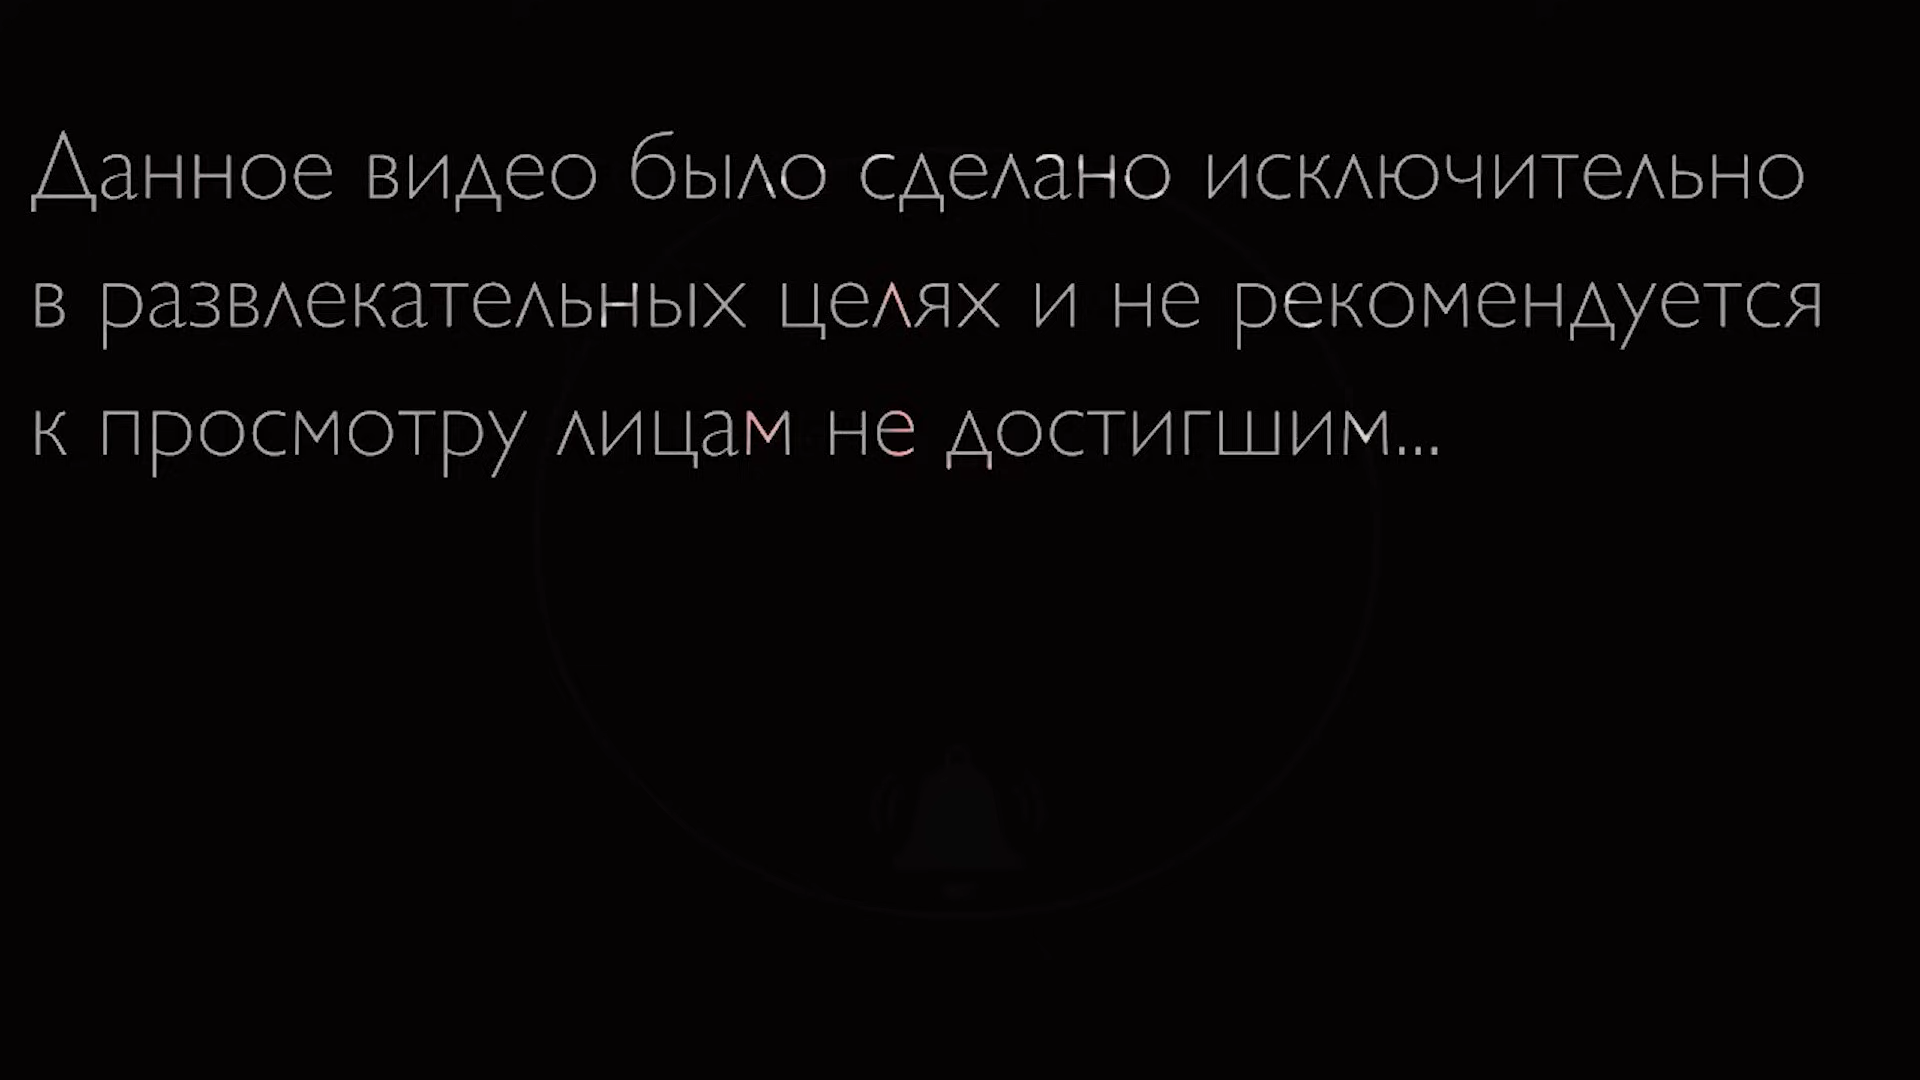 Данное видео было сделано исключительно
в развлекательных целях и не рекомендуется
к просмотру лицам не достигшим...